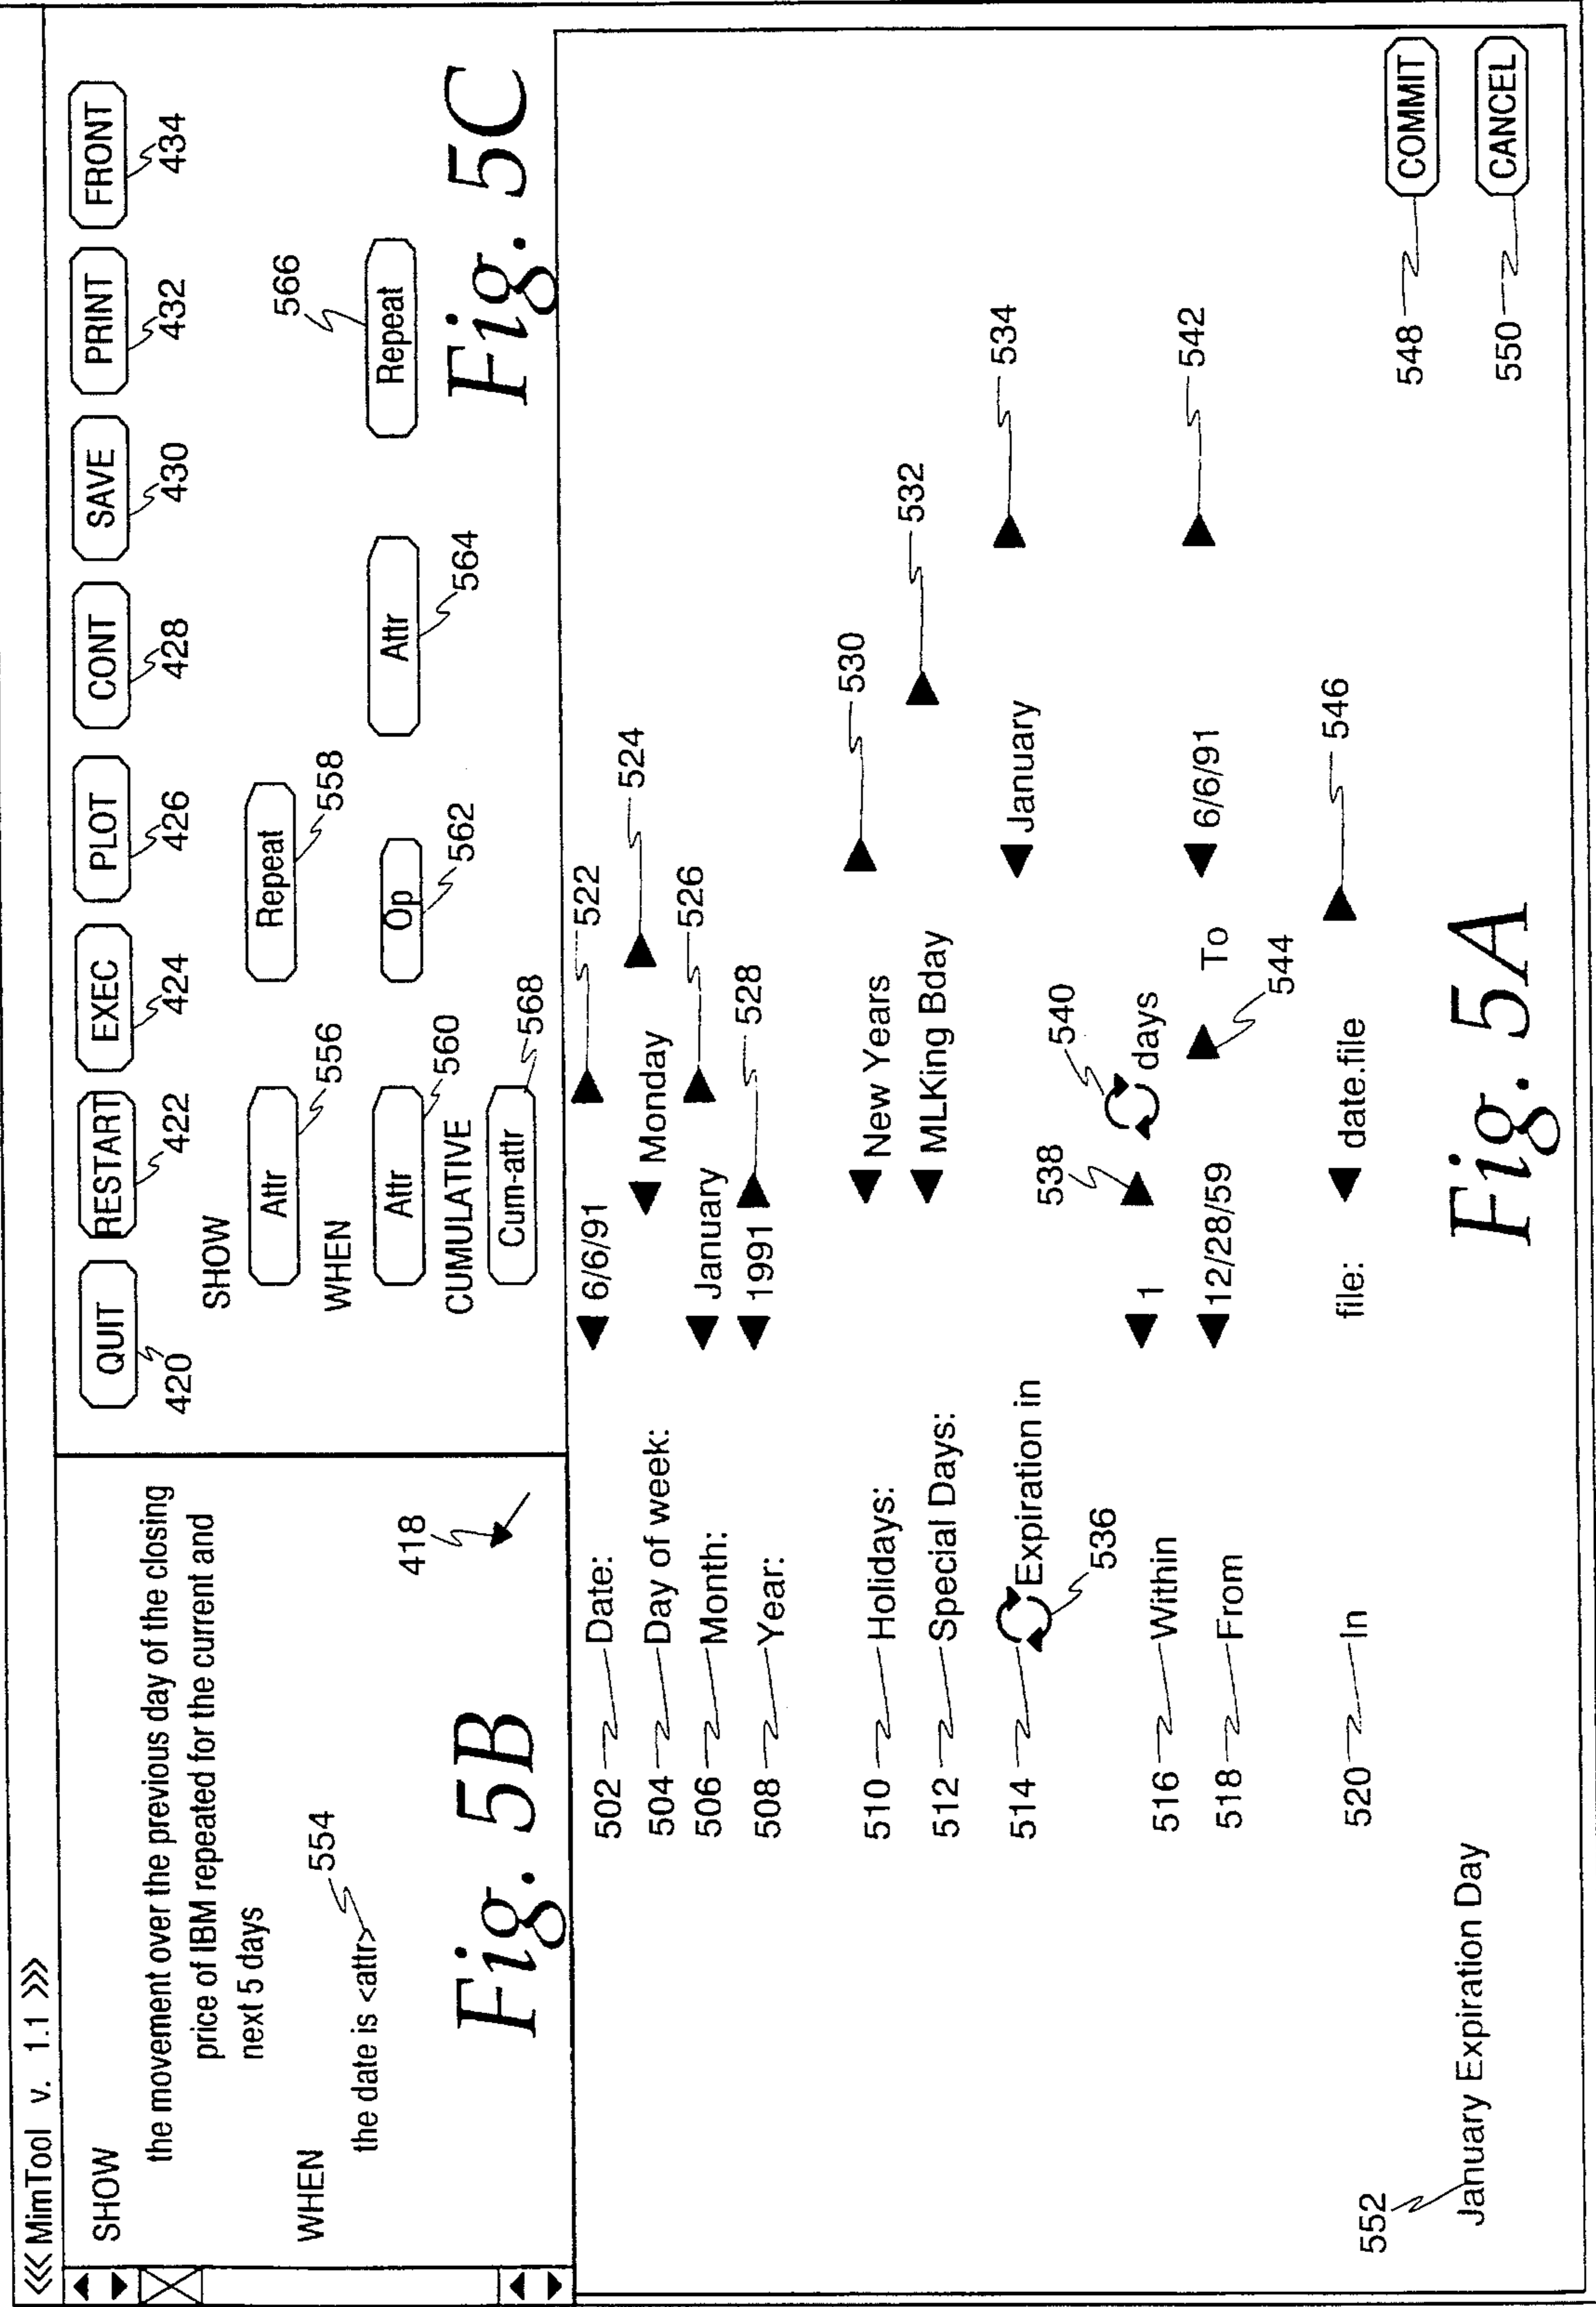 <<< MimTool v. 1.1 >>>
SHOW
the movement over the previous day of the closing
price of IBM repeated for the current and
next 5 days
WHEN
554
the date is <attr>
418
Fig. 5B
QUIT RESTART EXEC PLOT CONT SAVE PRINT FRONT
420 422 424 426 428 430 432 434
SHOW
Attr Repeat
556 558
566
WHEN
Attr Op Attr Repeat
560 562 564
CUMULATIVE
Cum-attr
568
Fig. 5C
502 Date: 6/6/91 522
504 Day of week: Monday 524
506 Month: January 526
508 Year: 1991 528
510 Holidays: New Years 530
512 Special Days: MLKing Bday 532
514 Expiration in January 534
536
538 540
516 Within 1 days
518 From 12/28/59 To 6/6/91 542
544
520 In file: date.file 546
548 COMMIT
550 CANCEL
552
January Expiration Day
Fig. 5A